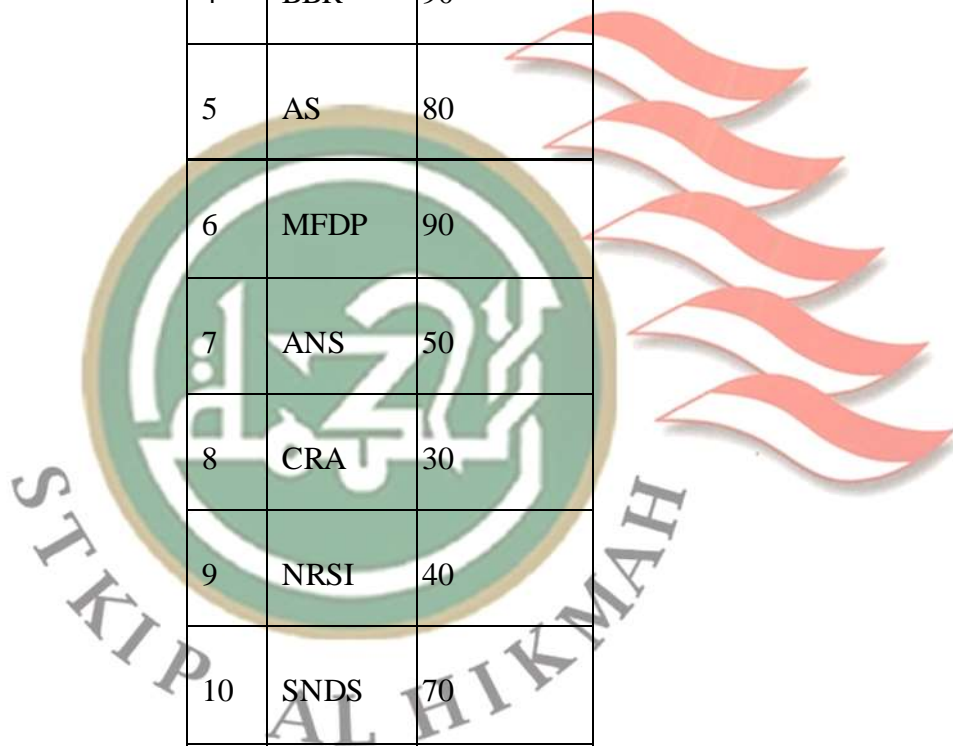 5 AS 80
6 MFDP 90
7 ANS 50
8 CRA 30
9 NRSI 40
10 SNDS 70
STKIP AL HIKMAH
الحكمة